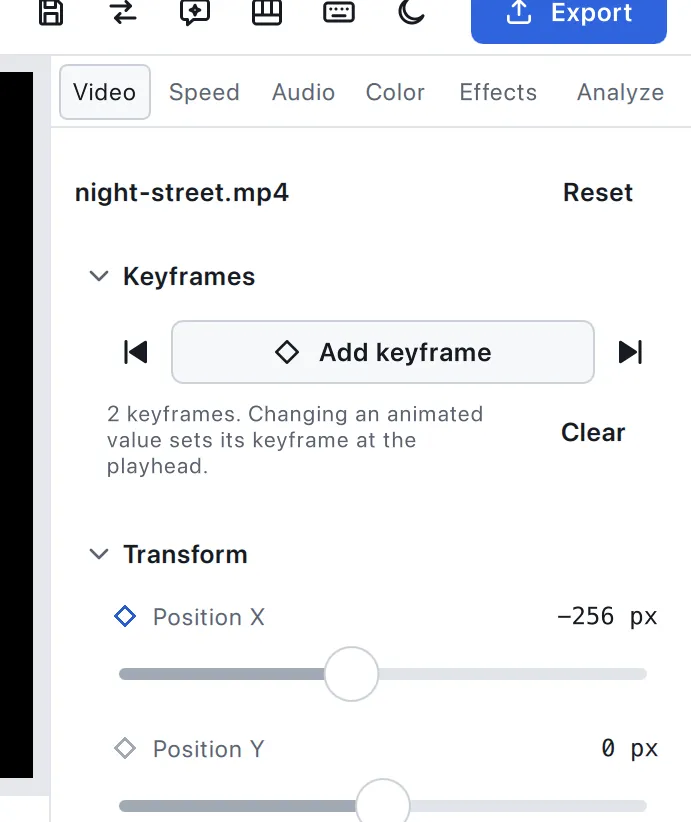 Export
Video Speed Audio Color Effects Analyze
night-street.mp4 Reset
Keyframes
Add keyframe
2 keyframes. Changing an animated
value sets its keyframe at the
playhead.
Clear
Transform
Position X −256 px
Position Y 0 px